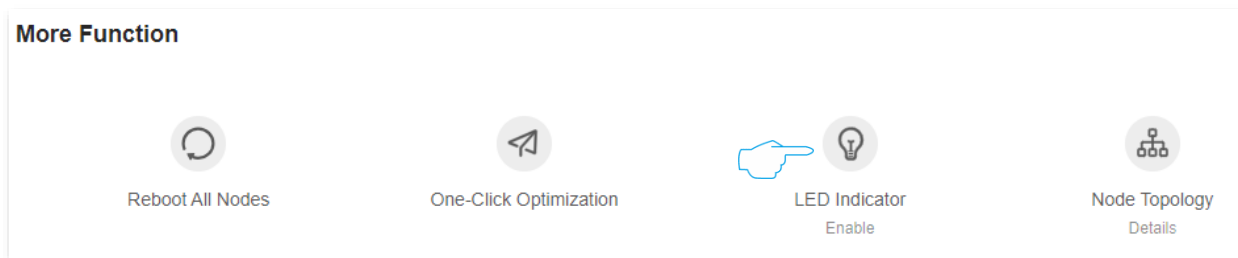 More Function
Reboot All Nodes
One-Click Optimization
LED Indicator
Enable
Node Topology
Details